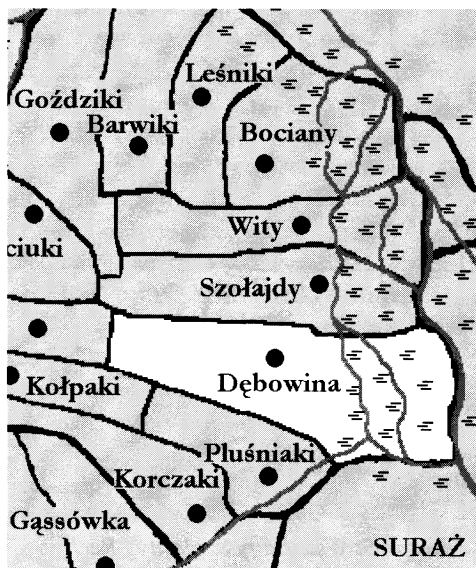 Leśniki
Goździki
Barwiki
Bociany
Wity
ciuki
Szołajdy
Dębowina
Kołpaki
Pluśniaki
Korczaki
Gąssówka
SURAŻ